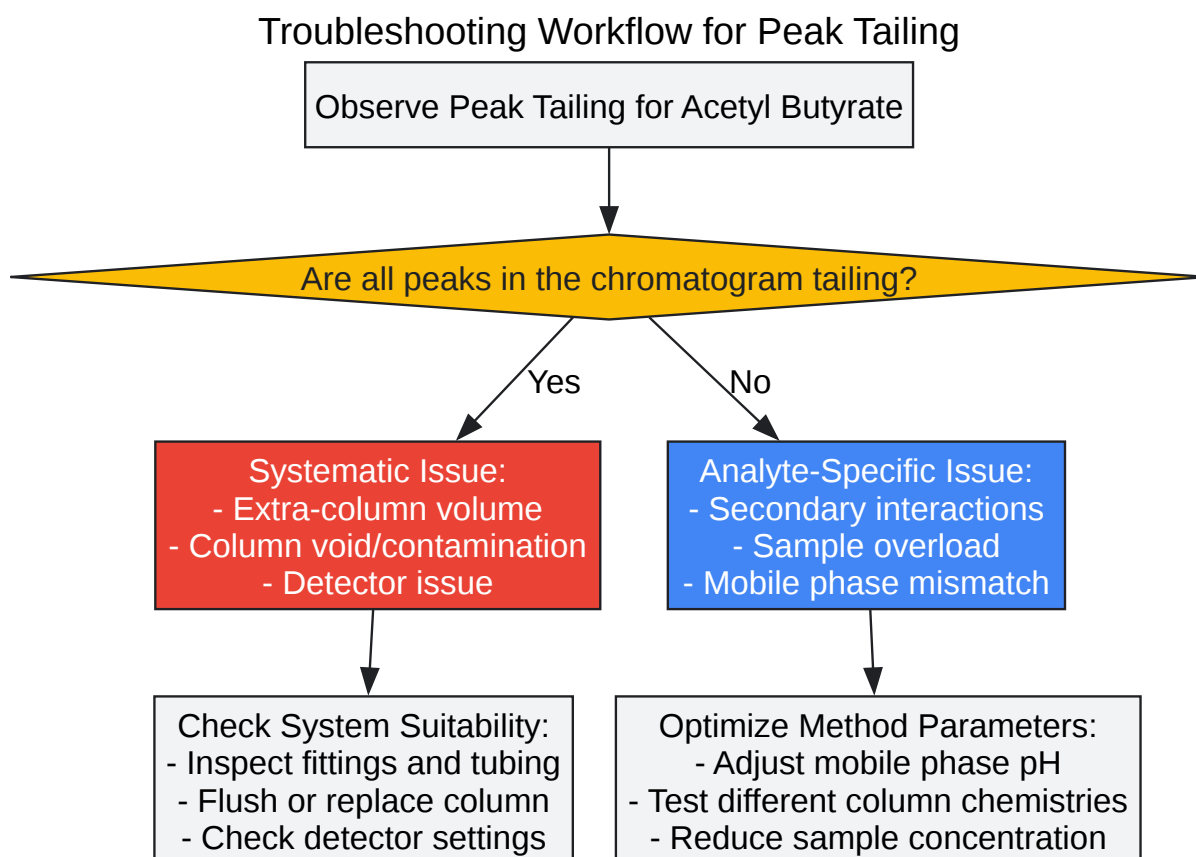 Troubleshooting Workflow for Peak Tailing
Observe Peak Tailing for Acetyl Butyrate
Are all peaks in the chromatogram tailing?
Yes
No
Systematic Issue:
- Extra-column volume
- Column void/contamination
- Detector issue
Analyte-Specific Issue:
- Secondary interactions
- Sample overload
- Mobile phase mismatch
Check System Suitability:
- Inspect fittings and tubing
- Flush or replace column
- Check detector settings
Optimize Method Parameters:
- Adjust mobile phase pH
- Test different column chemistries
- Reduce sample concentration